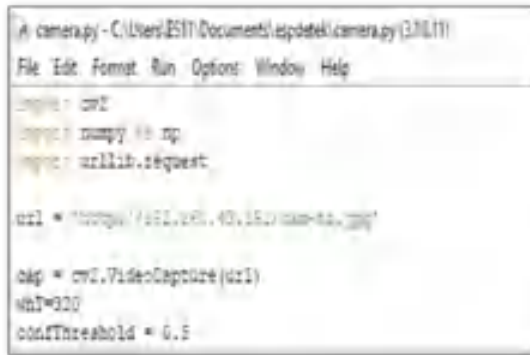 camera.py - C:\Users\ES11\Documents\espdetek\camera.py (3.10.11)
File Edit Format Run Options Window Help
import cv2
import numpy as np
import urllib.request
url =
cap = cv2.VideoCapture(url)
whT=320
confThreshold = 0.5